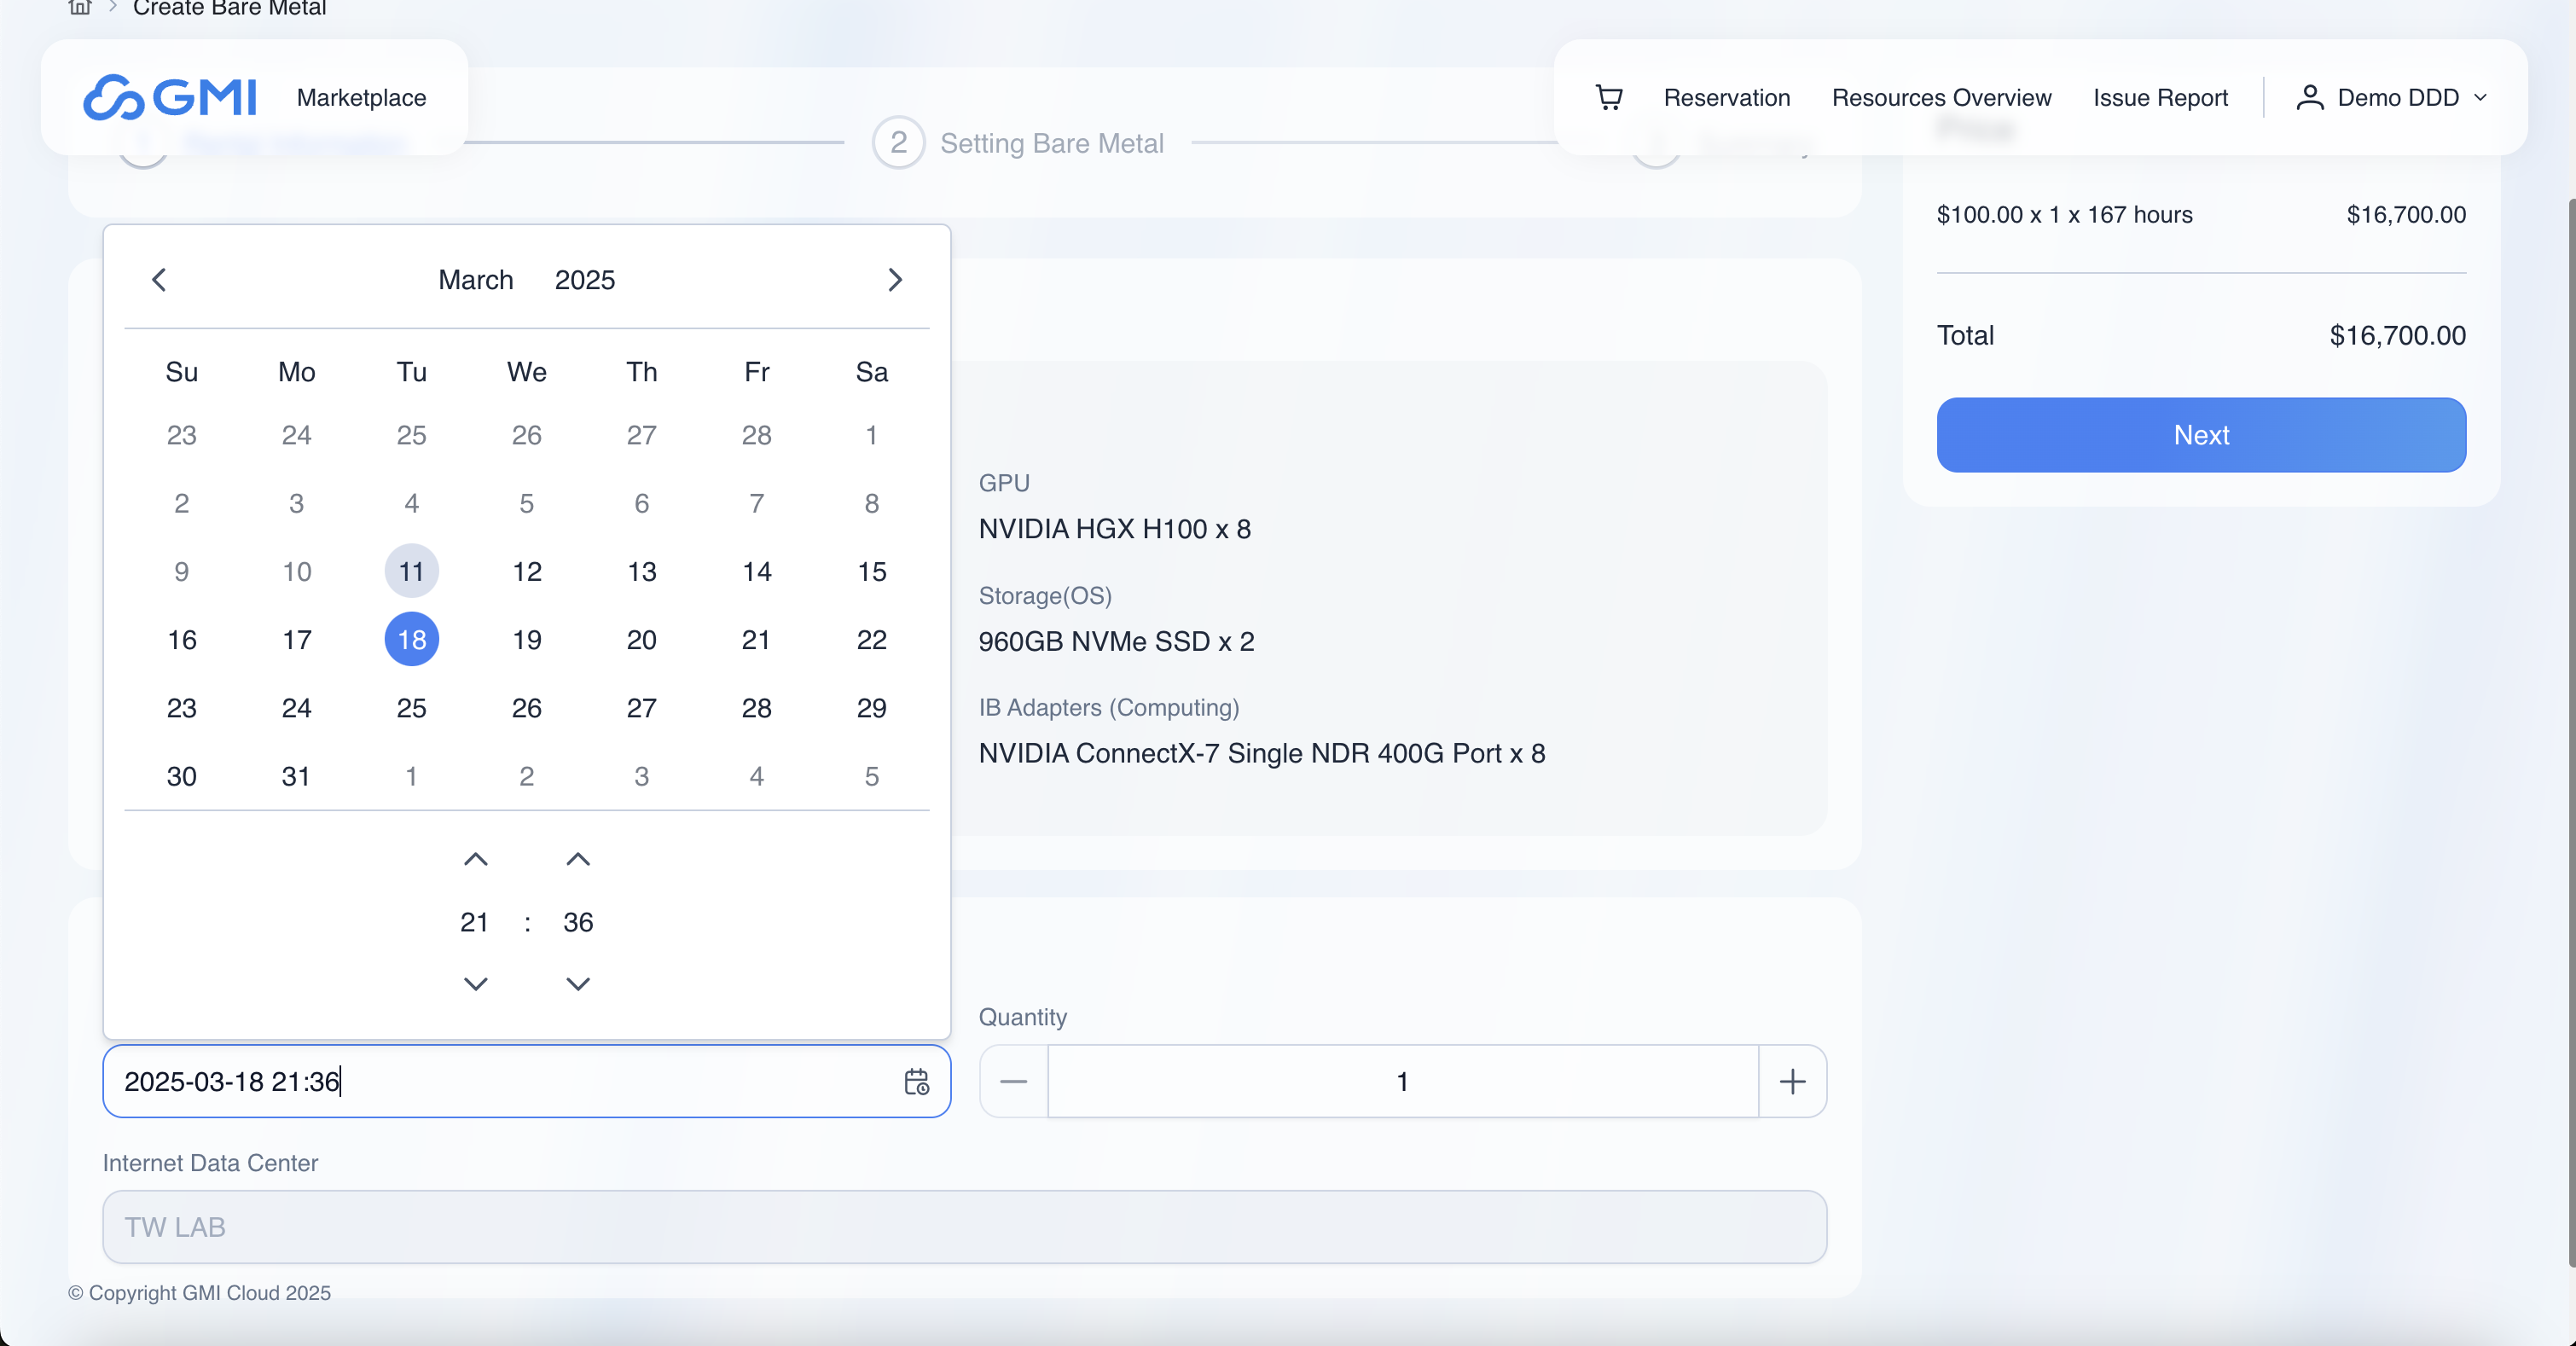 Create Bare Metal
GMI Marketplace
Reservation Resources Overview Issue Report Demo DDD
2 Setting Bare Metal
Price
$100.00 x 1 x 167 hours $16,700.00
Total $16,700.00
Next
March 2025
Su Mo Tu We Th Fr Sa
23 24 25 26 27 28 1
2 3 4 5 6 7 8
9 10 11 12 13 14 15
16 17 18 19 20 21 22
23 24 25 26 27 28 29
30 31 1 2 3 4 5
21 : 36
GPU
NVIDIA HGX H100 x 8
Storage(OS)
960GB NVMe SSD x 2
IB Adapters (Computing)
NVIDIA ConnectX-7 Single NDR 400G Port x 8
2025-03-18 21:36
Quantity
1
Internet Data Center
TW LAB
© Copyright GMI Cloud 2025